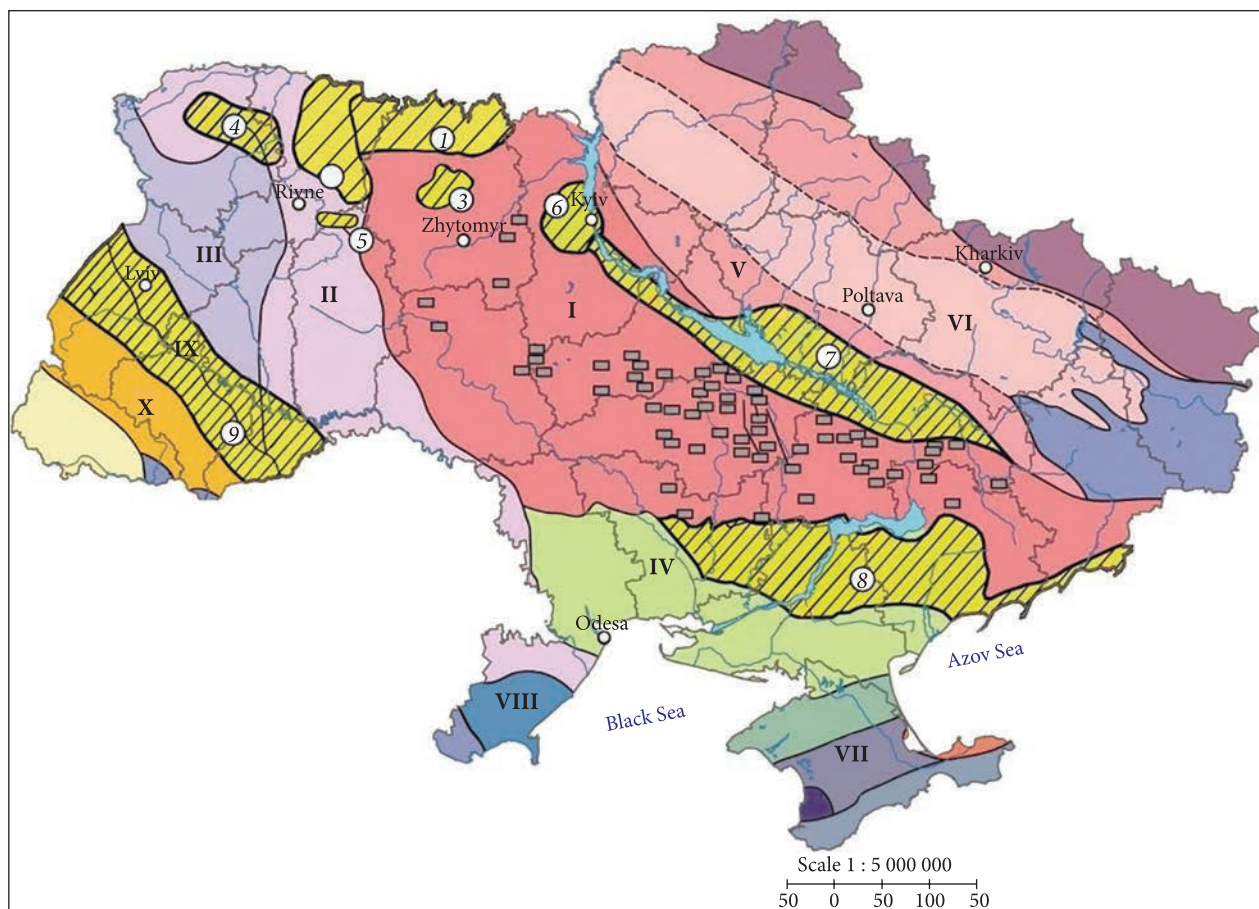 4
1
Rivne
3
6
Kyiv
Zhytomyr
5
III
Lviv
II
I
V
Kharkiv
Poltava
VI
IX
7
X
9
IV
8
Odesa
Azov Sea
Black Sea
VIII
VII
Scale 1 : 5 000 000
50 0 50 100 50